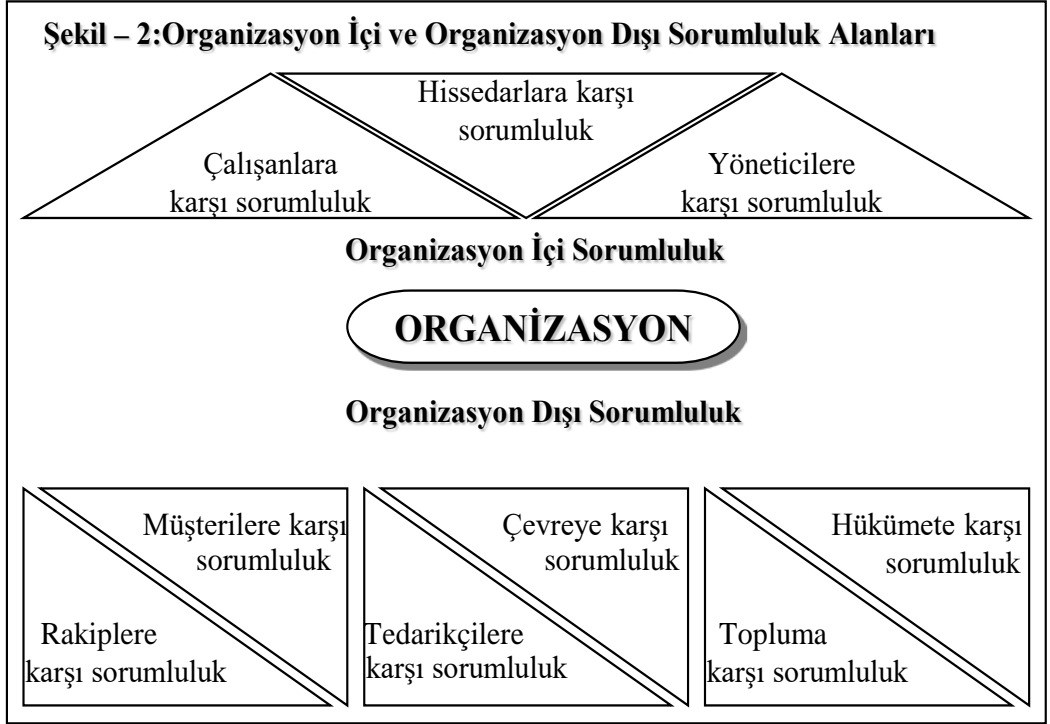 Şekil – 2:Organizasyon İçi ve Organizasyon Dışı Sorumluluk Alanları
Hissedarlara karşı
sorumluluk
Çalışanlara
karşı sorumluluk
Yöneticilere
karşı sorumluluk
Organizasyon İçi Sorumluluk
ORGANİZASYON
Organizasyon Dışı Sorumluluk
Müşterilere karşı
sorumluluk
Rakiplere
karşı sorumluluk
Çevreye karşı
sorumluluk
Tedarikçilere
karşı sorumluluk
Hükümete karşı
sorumluluk
Topluma
karşı sorumluluk